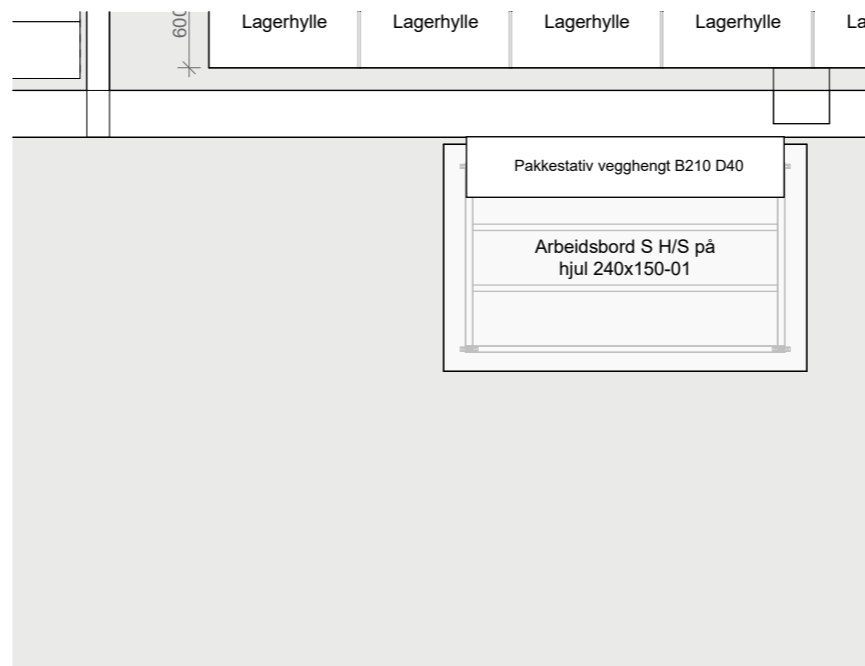 600
Lagerhylle
Lagerhylle
Lagerhylle
Lagerhylle
La
Pakkestativ vegghengt B210 D40
Arbeidsbord S H/S på
hjul 240x150-01